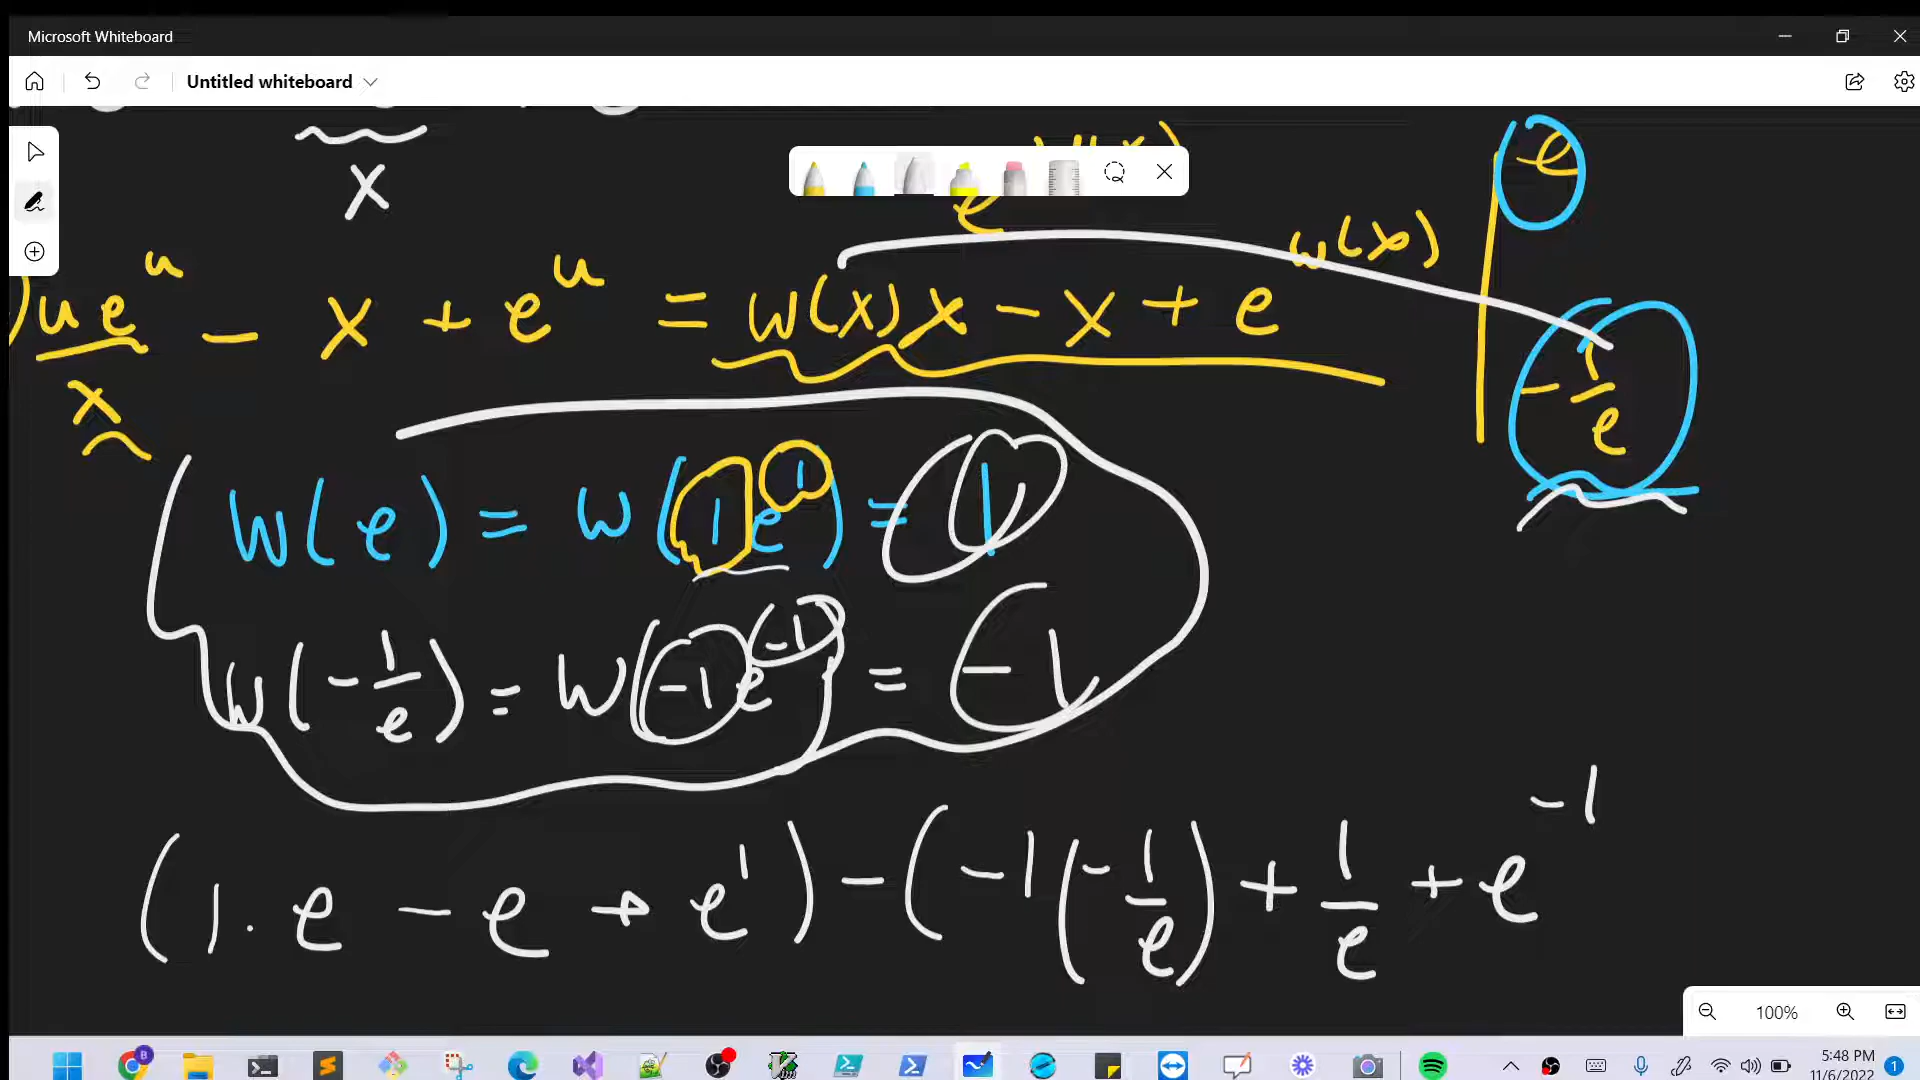 Microsoft Whiteboard
Untitled whiteboard
x
e
e
u e^u - x + e^u = w(x) x - x + e^w(x)
x
-1/e
W(e) = W(1e^1) = 1
W(-1/e) = W(-1e^-1) = -1
(1. e - e + e^1) - (-1(-1/e) + 1/e + e^-1
100%
5:48 PM
11/6/2022
1